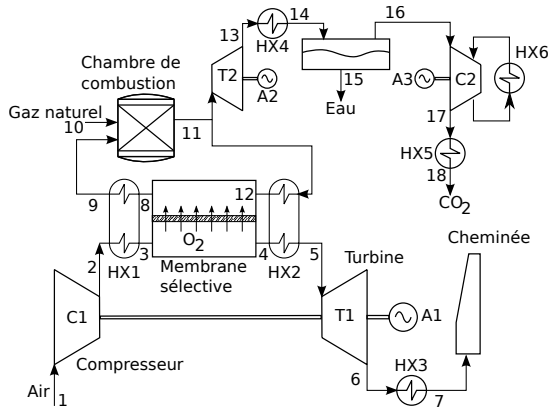 13
14
16
Chambre de
combustion
HX4
HX6
T2
A2
A3
C2
15
Eau
17
Gaz naturel
10
11
HX5
18
CO2
9
8
12
O2
2
HX1
3
Membrane
sélective
4
HX2
5
Turbine
Cheminée
C1
T1
A1
Compresseur
HX3
6
7
Air
1